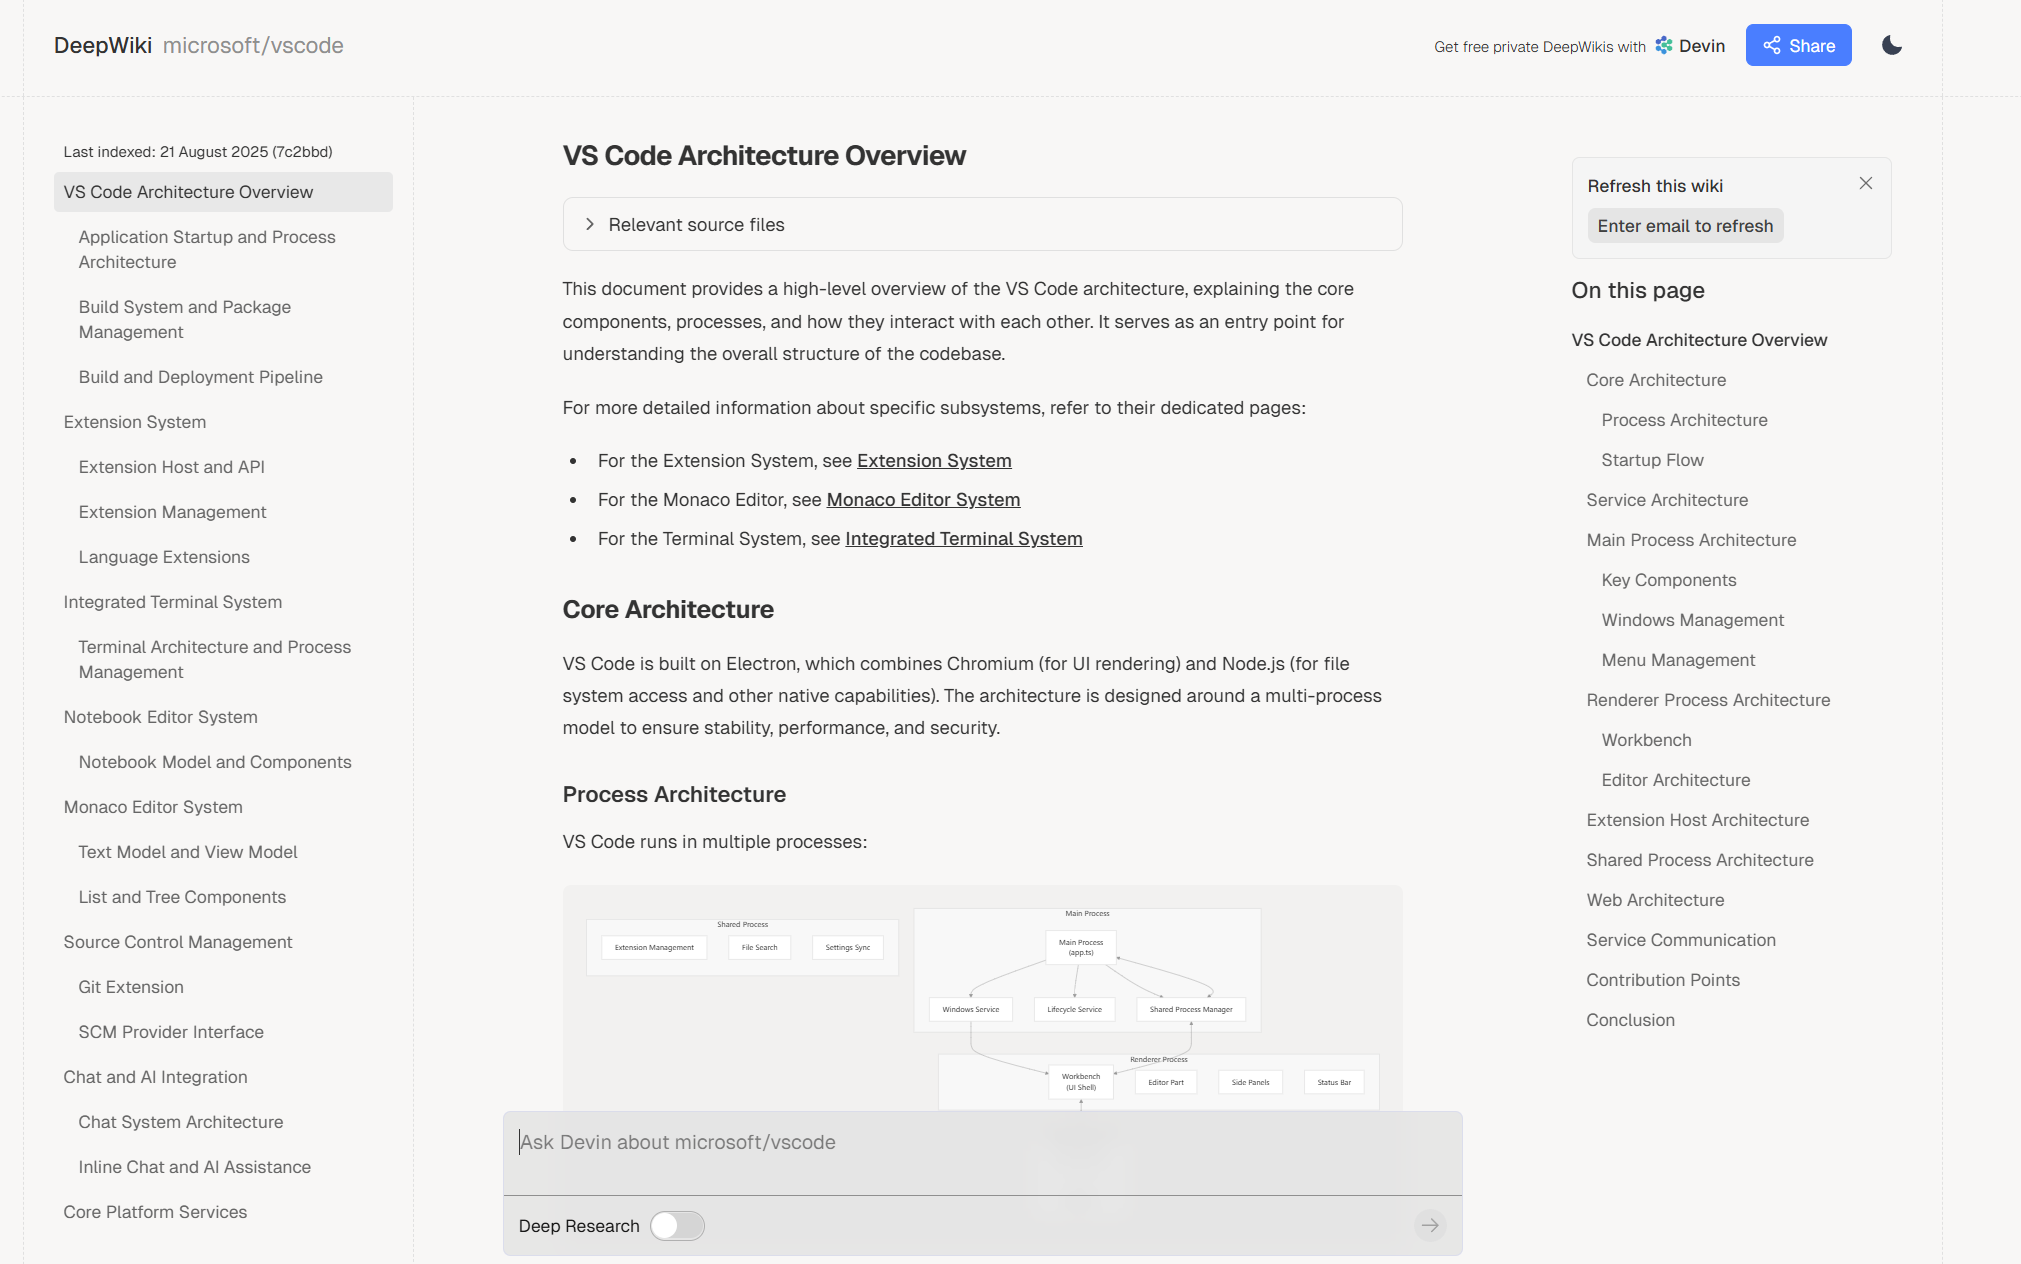 DeepWiki microsoft/vscode
Get free private DeepWikis with Devin Share
Last indexed: 21 August 2025 (7c2bbd)
VS Code Architecture Overview
Application Startup and Process
Architecture
Build System and Package
Management
Build and Deployment Pipeline
Extension System
Extension Host and API
Extension Management
Language Extensions
Integrated Terminal System
Terminal Architecture and Process
Management
Notebook Editor System
Notebook Model and Components
Monaco Editor System
Text Model and View Model
List and Tree Components
Source Control Management
Git Extension
SCM Provider Interface
Chat and AI Integration
Chat System Architecture
Inline Chat and AI Assistance
Core Platform Services
VS Code Architecture Overview
Relevant source files
This document provides a high-level overview of the VS Code architecture, explaining the core
components, processes, and how they interact with each other. It serves as an entry point for
understanding the overall structure of the codebase.
For more detailed information about specific subsystems, refer to their dedicated pages:
• For the Extension System, see Extension System
• For the Monaco Editor, see Monaco Editor System
• For the Terminal System, see Integrated Terminal System
Core Architecture
VS Code is built on Electron, which combines Chromium (for UI rendering) and Node.js (for file
system access and other native capabilities). The architecture is designed around a multi-process
model to ensure stability, performance, and security.
Process Architecture
VS Code runs in multiple processes:
Shared Process
Extension Management File Search Settings Sync
Main Process
Main Process
(app.ts)
Windows Service Lifecycle Service Shared Process Manager
Renderer Process
Workbench
(UI Shell)
Editor Part Side Panels Status Bar
Ask Devin about microsoft/vscode
Deep Research
Refresh this wiki
Enter email to refresh
On this page
VS Code Architecture Overview
Core Architecture
Process Architecture
Startup Flow
Service Architecture
Main Process Architecture
Key Components
Windows Management
Menu Management
Renderer Process Architecture
Workbench
Editor Architecture
Extension Host Architecture
Shared Process Architecture
Web Architecture
Service Communication
Contribution Points
Conclusion